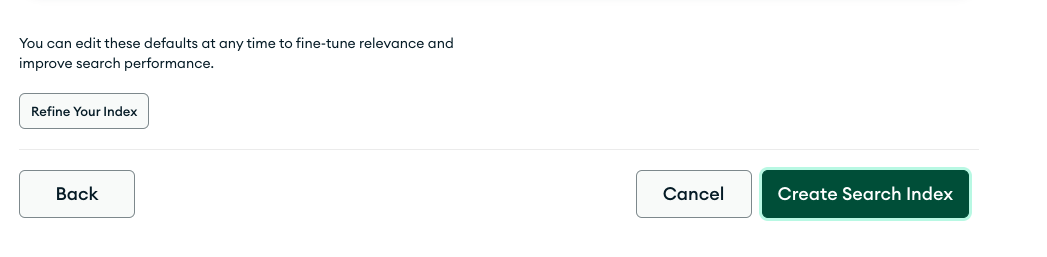 You can edit these defaults at any time to fine-tune relevance and
improve search performance.
Refine Your Index
Back
Cancel
Create Search Index